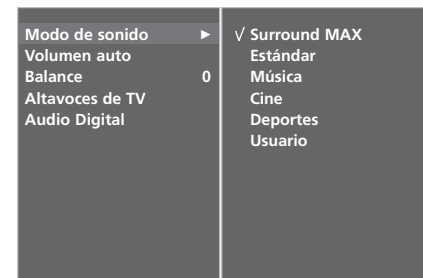 Modo de sonido ►
Volumen auto
Balance 0
Altavoces de TV
Audio Digital
√ Surround MAX
Estándar
Música
Cine
Deportes
Usuario